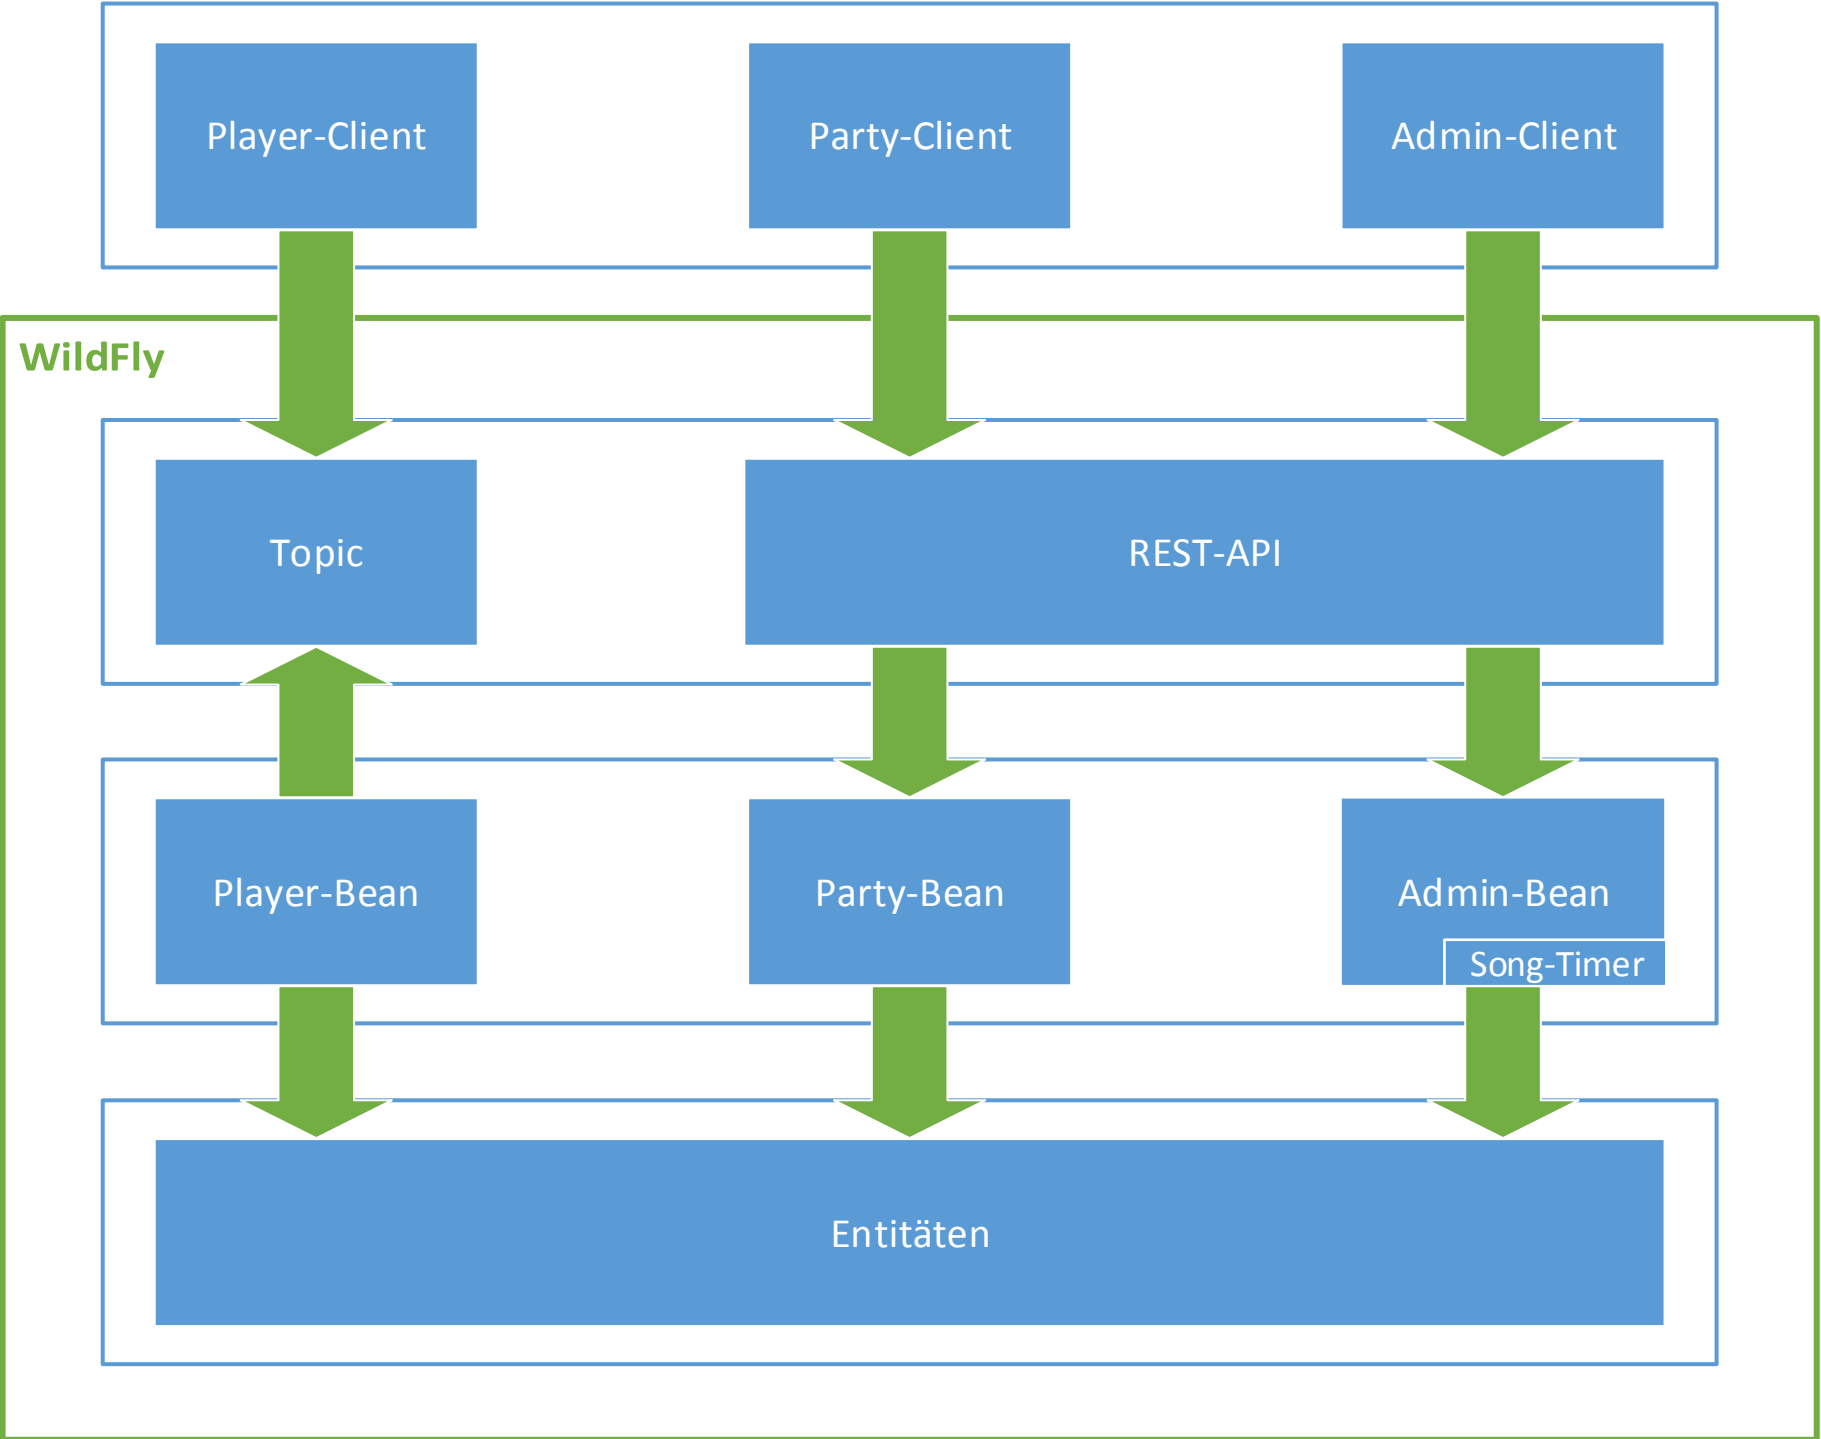 Player-Client
Party-Client
Admin-Client
WildFly
Topic
REST-API
Player-Bean
Party-Bean
Admin-Bean
Song-Timer
Entitäten